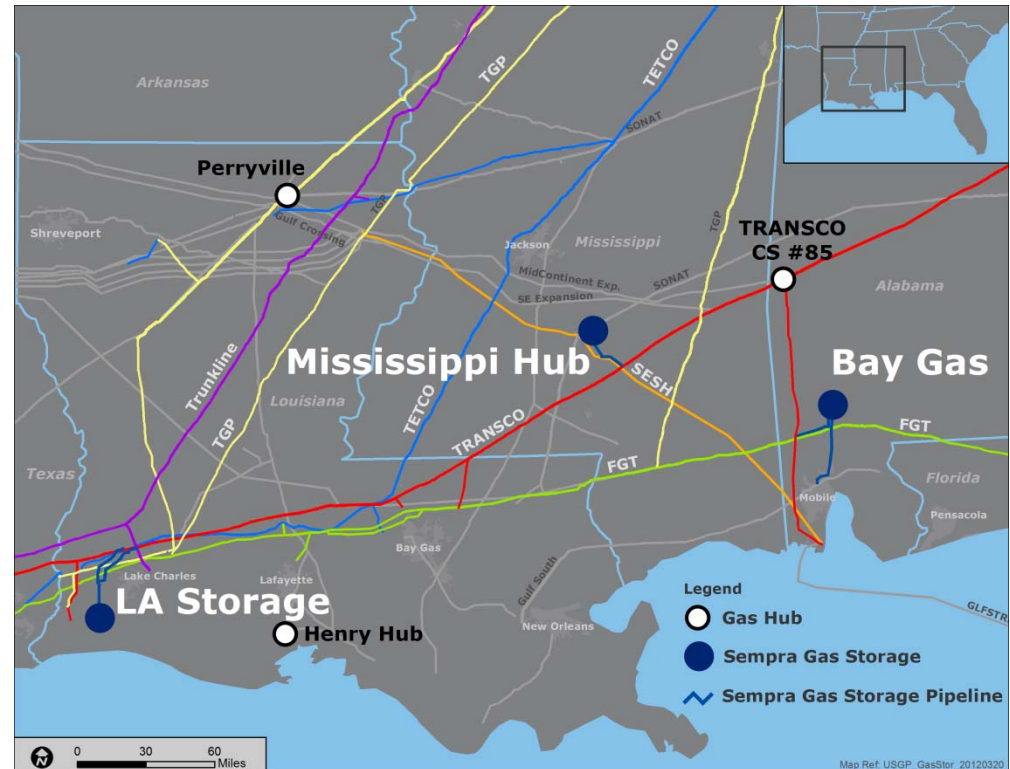 Arkansas
TGP
TETCO
SONAT
Perryville
TGP
Gulf Crossing
Shreveport
Jackson
Mississippi
TGP
TRANSCO
CS #85
MidContinent Exp.
SONAT
SE Expansion
Alabama
Mississippi Hub
Bay Gas
Trunkline
Louisiana
TGP
TETCO
TRANSCO
SESH
FGT
FGT
Texas
Florida
Mobile
Pensacola
Bay Gas
Lake Charles
Lafayette
LA Storage
Henry Hub
Gulf South
New Orleans
Legend
Gas Hub
GLFSTR
Sempra Gas Storage
Sempra Gas Storage Pipeline
0 30 60
Miles
Map Ref: USGP_GasStor_20120320